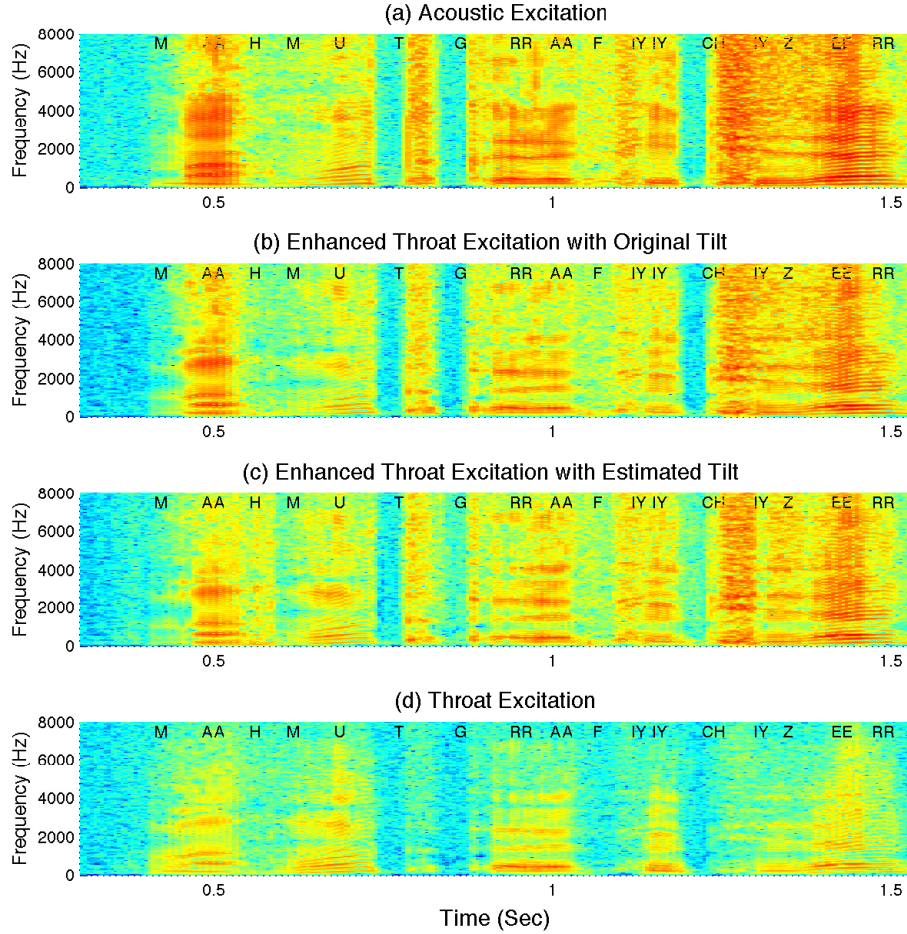 (a) Acoustic Excitation
M AA H M U T G RR AA F IY IY CH IY Z EE RR
Frequency (Hz)
8000
6000
4000
2000
0
0.5 1 1.5
(b) Enhanced Throat Excitation with Original Tilt
M AA H M U T G RR AA F IY IY CH IY Z EE RR
Frequency (Hz)
8000
6000
4000
2000
0
0.5 1 1.5
(c) Enhanced Throat Excitation with Estimated Tilt
M AA H M U T G RR AA F IY IY CH IY Z EE RR
Frequency (Hz)
8000
6000
4000
2000
0
0.5 1 1.5
(d) Throat Excitation
M AA H M U T G RR AA F IY IY CH IY Z EE RR
Frequency (Hz)
8000
6000
4000
2000
0
0.5 1 1.5
Time (Sec)